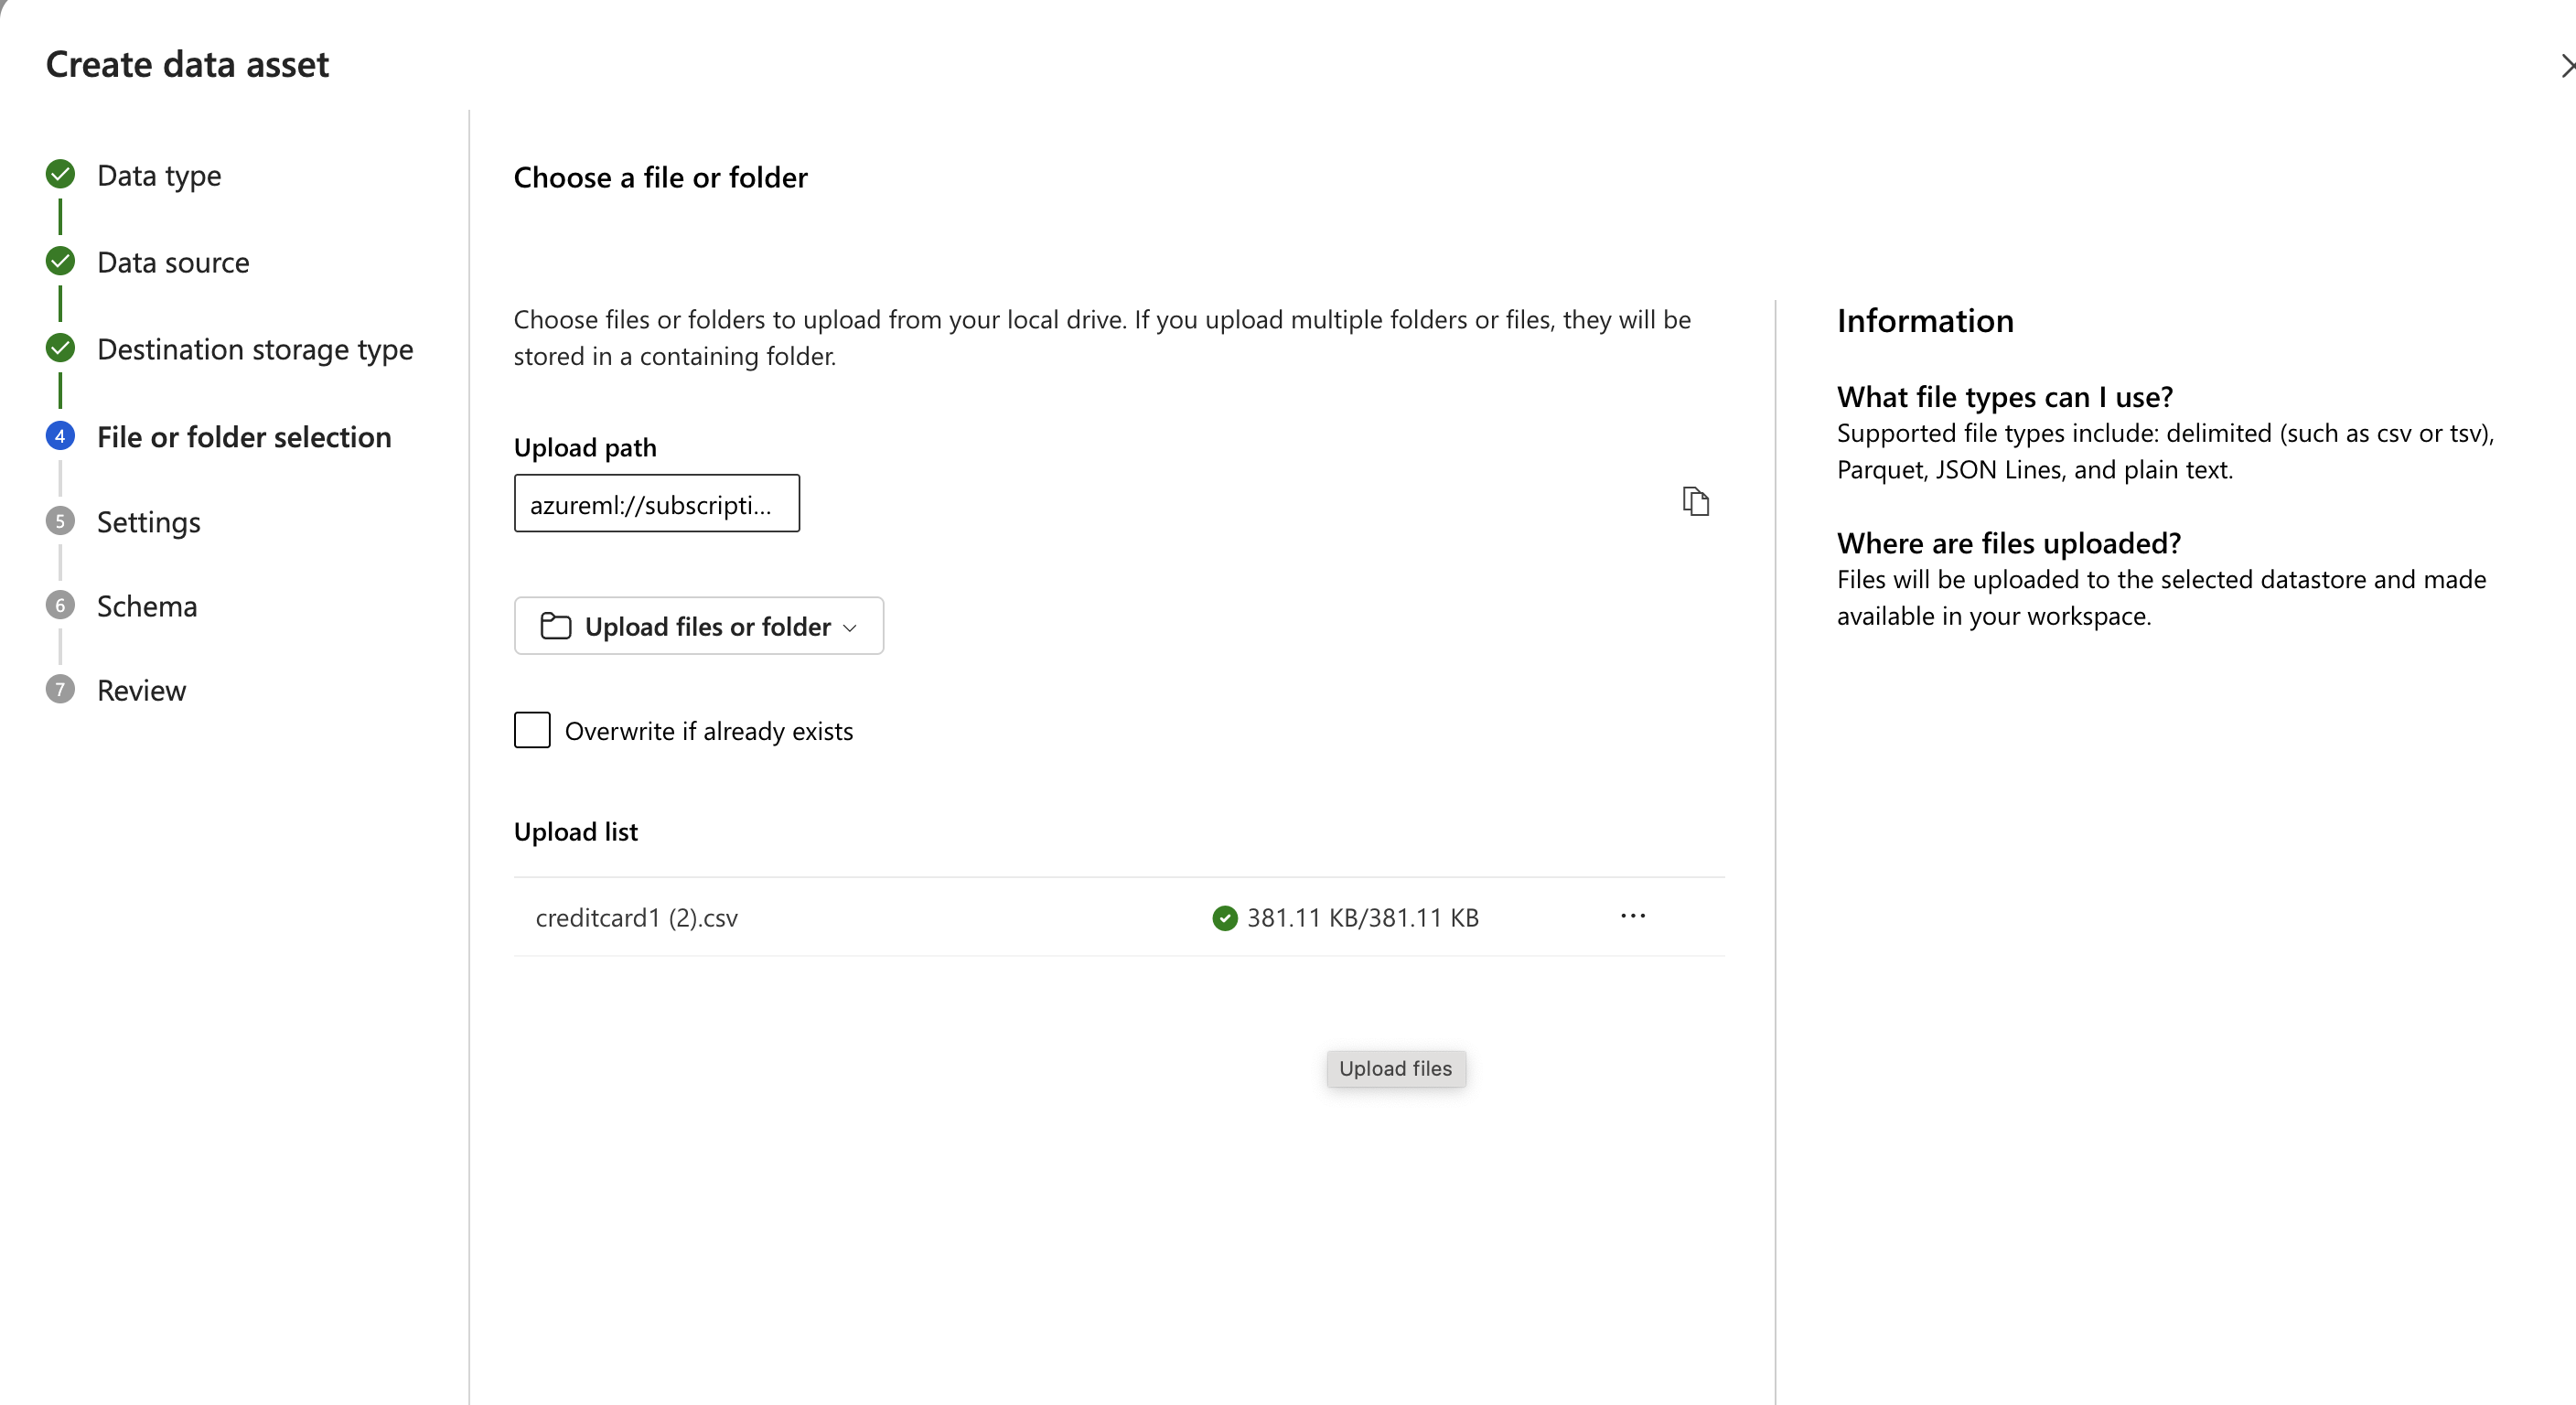 Create data asset
Data type
Data source
Destination storage type
4 File or folder selection
5 Settings
6 Schema
7 Review
Choose a file or folder
Choose files or folders to upload from your local drive. If you upload multiple folders or files, they will be
stored in a containing folder.
Upload path
azureml://subscripti...
Upload files or folder
Overwrite if already exists
Upload list
creditcard1 (2).csv 381.11 KB/381.11 KB
Upload files
Information
What file types can I use?
Supported file types include: delimited (such as csv or tsv),
Parquet, JSON Lines, and plain text.
Where are files uploaded?
Files will be uploaded to the selected datastore and made
available in your workspace.